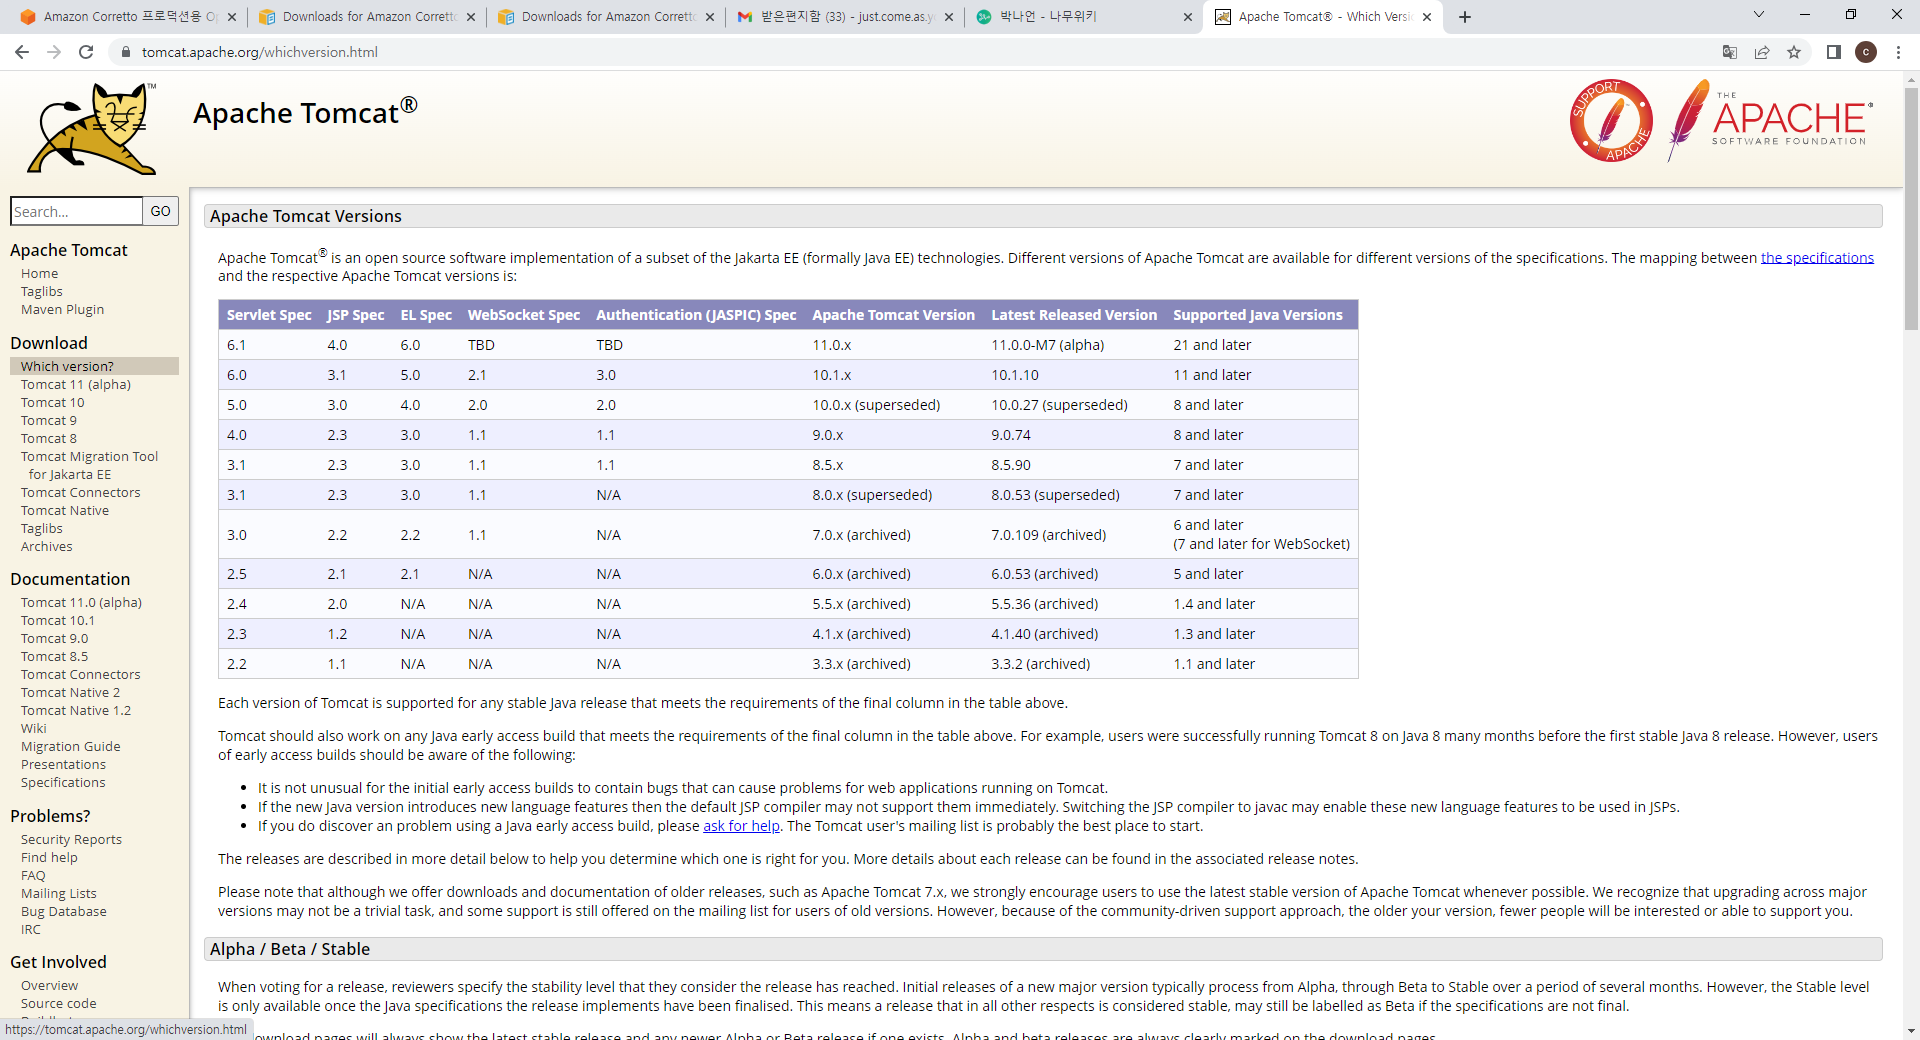 Amazon Corretto 프로덕션용 O
Downloads for Amazon Corretto
Downloads for Amazon Corretto
받은편지함 (33) - just.come.as.y
박나언 - 나무위키
Apache Tomcat® - Which Versio
tomcat.apache.org/whichversion.html
C
TM
Apache Tomcat®
SUPPORT
APACHE
THE
APACHE®
SOFTWARE FOUNDATION
Search...
GO
Apache Tomcat
Home
Taglibs
Maven Plugin
Download
Which version?
Tomcat 11 (alpha)
Tomcat 10
Tomcat 9
Tomcat 8
Tomcat Migration Tool
for Jakarta EE
Tomcat Connectors
Tomcat Native
Taglibs
Archives
Documentation
Tomcat 11.0 (alpha)
Tomcat 10.1
Tomcat 9.0
Tomcat 8.5
Tomcat Connectors
Tomcat Native 2
Tomcat Native 1.2
Wiki
Migration Guide
Presentations
Specifications
Problems?
Security Reports
Find help
FAQ
Mailing Lists
Bug Database
IRC
Get Involved
Overview
Source code
https://tomcat.apache.org/whichversion.html
Apache Tomcat Versions
Apache Tomcat® is an open source software implementation of a subset of the Jakarta EE (formally Java EE) technologies. Different versions of Apache Tomcat are available for different versions of the specifications. The mapping between the specifications
and the respective Apache Tomcat versions is:
Servlet Spec JSP Spec EL Spec WebSocket Spec Authentication (JASPIC) Spec Apache Tomcat Version Latest Released Version Supported Java Versions
6.1 4.0 6.0 TBD TBD 11.0.x 11.0.0-M7 (alpha) 21 and later
6.0 3.1 5.0 2.1 3.0 10.1.x 10.1.10 11 and later
5.0 3.0 4.0 2.0 2.0 10.0.x (superseded) 10.0.27 (superseded) 8 and later
4.0 2.3 3.0 1.1 1.1 9.0.x 9.0.74 8 and later
3.1 2.3 3.0 1.1 1.1 8.5.x 8.5.90 7 and later
3.1 2.3 3.0 1.1 N/A 8.0.x (superseded) 8.0.53 (superseded) 7 and later
3.0 2.2 2.2 1.1 N/A 7.0.x (archived) 7.0.109 (archived) 6 and later
(7 and later for WebSocket)
2.5 2.1 2.1 N/A N/A 6.0.x (archived) 6.0.53 (archived) 5 and later
2.4 2.0 N/A N/A N/A 5.5.x (archived) 5.5.36 (archived) 1.4 and later
2.3 1.2 N/A N/A N/A 4.1.x (archived) 4.1.40 (archived) 1.3 and later
2.2 1.1 N/A N/A N/A 3.3.x (archived) 3.3.2 (archived) 1.1 and later
Each version of Tomcat is supported for any stable Java release that meets the requirements of the final column in the table above.
Tomcat should also work on any Java early access build that meets the requirements of the final column in the table above. For example, users were successfully running Tomcat 8 on Java 8 many months before the first stable Java 8 release. However, users
of early access builds should be aware of the following:
• It is not unusual for the initial early access builds to contain bugs that can cause problems for web applications running on Tomcat.
• If the new Java version introduces new language features then the default JSP compiler may not support them immediately. Switching the JSP compiler to javac may enable these new language features to be used in JSPs.
• If you do discover an problem using a Java early access build, please ask for help. The Tomcat user's mailing list is probably the best place to start.
The releases are described in more detail below to help you determine which one is right for you. More details about each release can be found in the associated release notes.
Please note that although we offer downloads and documentation of older releases, such as Apache Tomcat 7.x, we strongly encourage users to use the latest stable version of Apache Tomcat whenever possible. We recognize that upgrading across major
versions may not be a trivial task, and some support is still offered on the mailing list for users of old versions. However, because of the community-driven support approach, the older your version, fewer people will be interested or able to support you.
Alpha / Beta / Stable
When voting for a release, reviewers specify the stability level that they consider the release has reached. Initial releases of a new major version typically process from Alpha, through Beta to Stable over a period of several months. However, the Stable level
is only available once the Java specifications the release implements have been finalised. This means a release that in all other respects is considered stable, may still be labelled as Beta if the specifications are not final.
ownload pages will always show the latest stable release and any newer Alpha or Beta release if one exists. Alpha and beta releases are always clearly marked on the download pages.